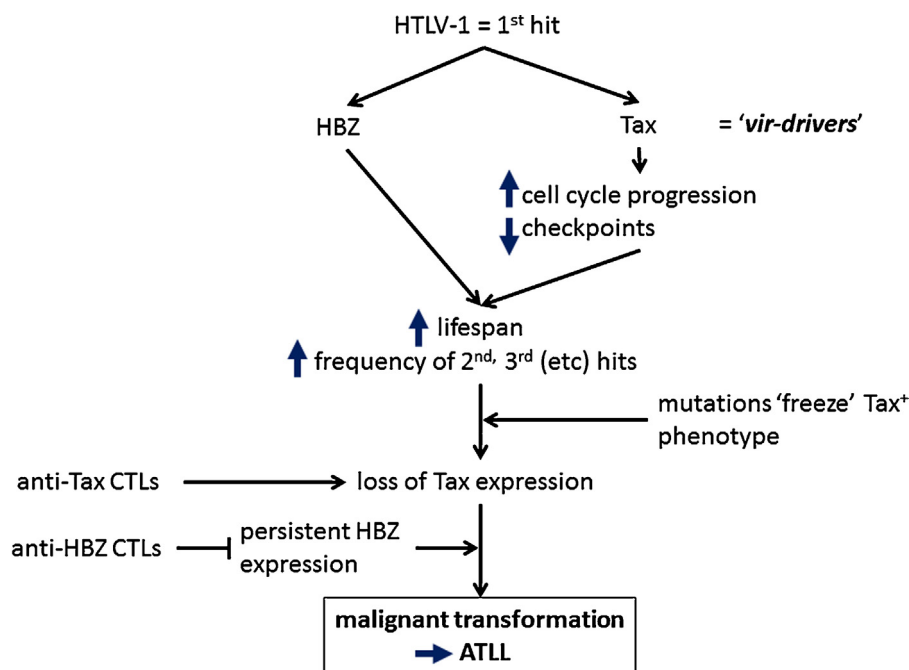 HTLV-1 = 1st hit
HBZ
Tax
= ‘vir-drivers’
cell cycle progression
checkpoints
lifespan
frequency of 2nd, 3rd (etc) hits
mutations ‘freeze’ Tax+
phenotype
anti-Tax CTLs
loss of Tax expression
anti-HBZ CTLs
persistent HBZ
expression
malignant transformation
ATLL